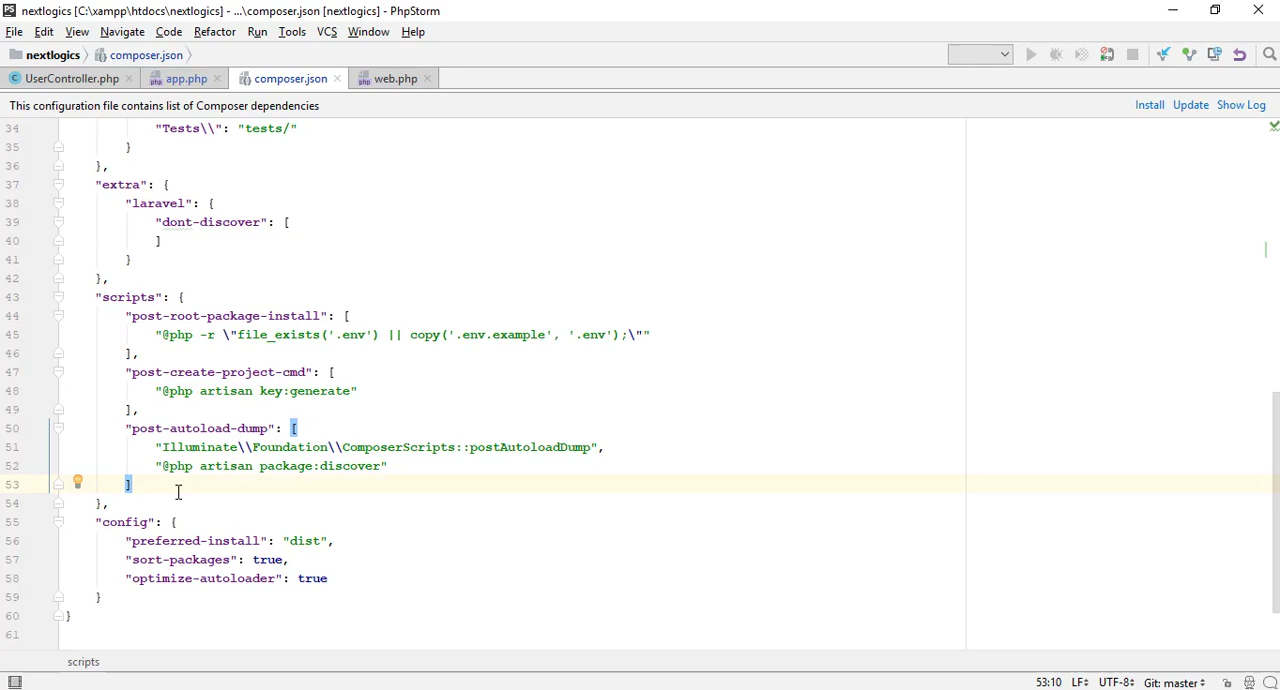 PS nextlogics [C:\xampp\htdocs\nextlogics] - ...\composer.json [nextlogics] - PhpStorm
File Edit View Navigate Code Refactor Run Tools VCS Window Help
nextlogics composer.json
UserController.php app.php composer.json web.php
This configuration file contains list of Composer dependencies Install Update Show Log
34 "Tests\\": "tests/"
35 }
36 },
37 "extra": {
38 "laravel": {
39 "dont-discover": [
40 ]
41 }
42 },
43 "scripts": {
44 "post-root-package-install": [
45 "@php -r \"file_exists('.env') || copy('.env.example', '.env');\""
46 ],
47 "post-create-project-cmd": [
48 "@php artisan key:generate"
49 ],
50 "post-autoload-dump": [
51 "Illuminate\\Foundation\\ComposerScripts::postAutoloadDump",
52 "@php artisan package:discover"
53 ]
54 },
55 "config": {
56 "preferred-install": "dist",
57 "sort-packages": true,
58 "optimize-autoloader": true
59 }
60 }
61
scripts
53:10 LF UTF-8 Git: master